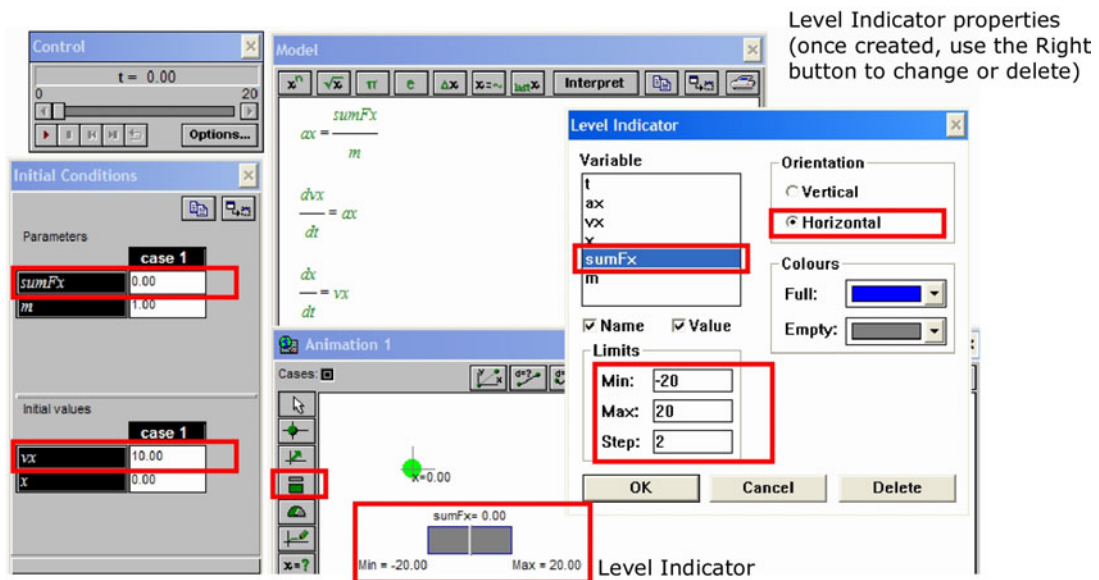 Level Indicator properties
(once created, use the Right
button to change or delete)
Control
t = 0.00
0 20
Options...
Model
xⁿ √x π e Δx x=~ last x Interpret
ax = sumFx
m
dvx
dt = ax
dx
dt = vx
Initial Conditions
Parameters
case 1
sumFx 0.00
m 1.00
Initial values
case 1
vx 10.00
x 0.00
Level Indicator
Variable
t
ax
vx
x
sumFx
m
Name Value
Limits
Min: -20
Max: 20
Step: 2
Orientation
Vertical
Horizontal
Colours
Full:
Empty:
OK Cancel Delete
Animation 1
Cases:
x=0.00
sumFx= 0.00
Min = -20.00 Max = 20.00
x=?
Level Indicator